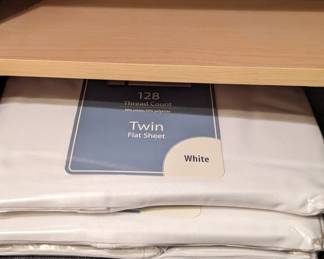 128
Thread Count
Twin
Flat Sheet
White